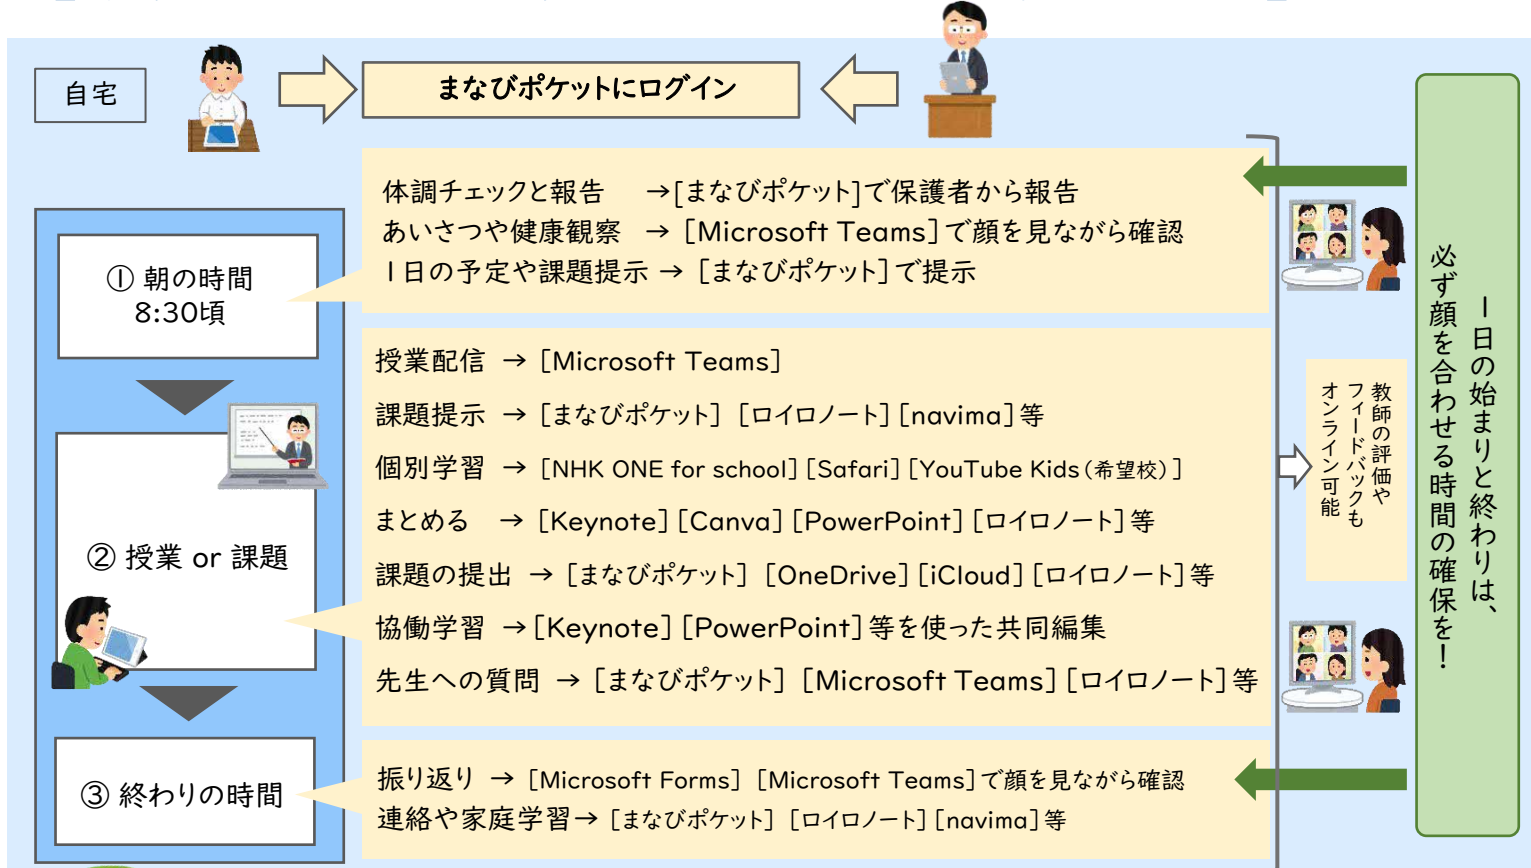 自宅
まなびポケットにログイン
① 朝の時間
8:30頃
体調チェックと報告　→[まなびポケット]で保護者から報告
あいさつや健康観察 → [Microsoft Teams]で顔を見ながら確認
1日の予定や課題提示 → [まなびポケット]で提示
② 授業 or 課題
授業配信 → [Microsoft Teams]
課題提示 → [まなびポケット] [ロイロノート][navima]等
個別学習 → [NHK ONE for school][Safari][YouTube Kids(希望校)]
まとめる　→ [Keynote][Canva][PowerPoint][ロイロノート]等
課題の提出 → [まなびポケット] [OneDrive][iCloud][ロイロノート]等
協働学習 →[Keynote][PowerPoint]等を使った共同編集
先生への質問 → [まなびポケット] [Microsoft Teams][ロイロノート]等
③ 終わりの時間
振り返り → [Microsoft Forms] [Microsoft Teams]で顔を見ながら確認
連絡や家庭学習→ [まなびポケット] [ロイロノート][navima]等
教師の評価や
フィードバックも
オンライン可能
1日の始まりと終わりは、
必ず顔を合わせる時間の確保を!